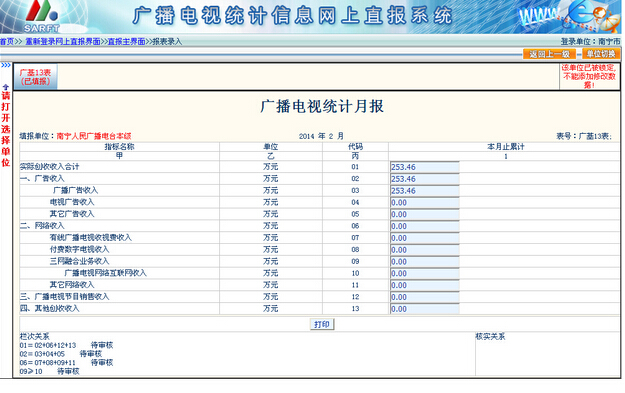 SARFT
广播电视统计信息网上直报系统
WWW
首页>> 重新登录网上直报界面>>直报主界面>>报表录入
登录单位：南宁市
返回上一级
单位切换
>>>
请打开选择单位
广基13表
(已填报)
该单位已被锁定,
不能添加修改数
据!
广播电视统计月报
填报单位：南宁人民广播电台本级
2014 年 2 月
表号：广基13表;
指标名称 单位 代码 本月止累计
甲 乙 丙 1
实际创收收入合计 万元 01 253.46
一、广告收入 万元 02 253.46
广播广告收入 万元 03 253.46
电视广告收入 万元 04 0.00
其它广告收入 万元 05 0.00
二、网络收入 万元 06 0.00
有线广播电视收视费收入 万元 07 0.00
付费数字电视收入 万元 08 0.00
三网融合业务收入 万元 09 0.00
广播电视网络互联网收入 万元 10 0.00
其它网络收入 万元 11 0.00
三、广播电视节目销售收入 万元 12 0.00
四、其他创收收入 万元 13 0.00
打印
栏次关系
核实关系
01＝02+06+12+13 待审核
02＝03+04+05 待审核
06＝07+08+09+11 待审核
09≥10 待审核